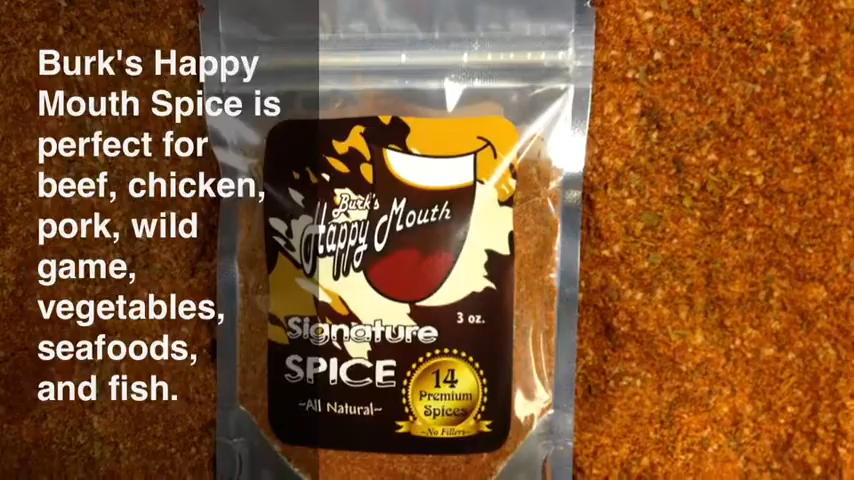 Burk's Happy
Mouth Spice is
perfect for
beef, chicken,
pork, wild
game,
vegetables,
seafoods,
and fish.
Burk's
Happy Mouth
3 oz.
Signature
SPICE
~All Natural~
14
Premium
Spices
~No Fillers~